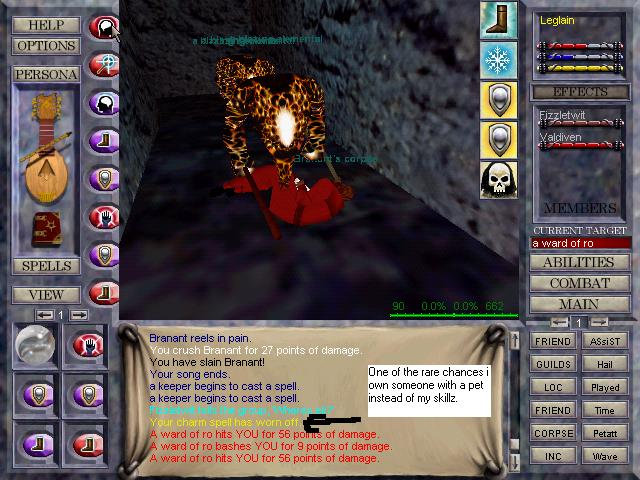 HELP
OPTIONS
PERSONA
SPELLS
VIEW
1
Branant's corpse
90 0.0% 0.0% 662
Branant reels in pain.
You crush Branant for 27 points of damage.
You have slain Branant!
Your song ends.
a keeper begins to cast a spell.
a keeper begins to cast a spell.
Fizzletwit tells the group,
Your charm spell has worn off.
A ward of ro hits YOU for 56 points of damage.
A ward of ro bashes YOU for 9 points of damage.
A ward of ro hits YOU for 56 points of damage.
One of the rare chances i
own someone with a pet
instead of my skillz.
Leglain
EFFECTS
Fizzletwit
Valdiven
MEMBERS
CURRENT TARGET
a ward of ro
ABILITIES
COMBAT
MAIN
1
FRIEND ASSiST
GUILDS Hail
LOC Played
FRIEND Time
CORPSE Petatt
INC Wave